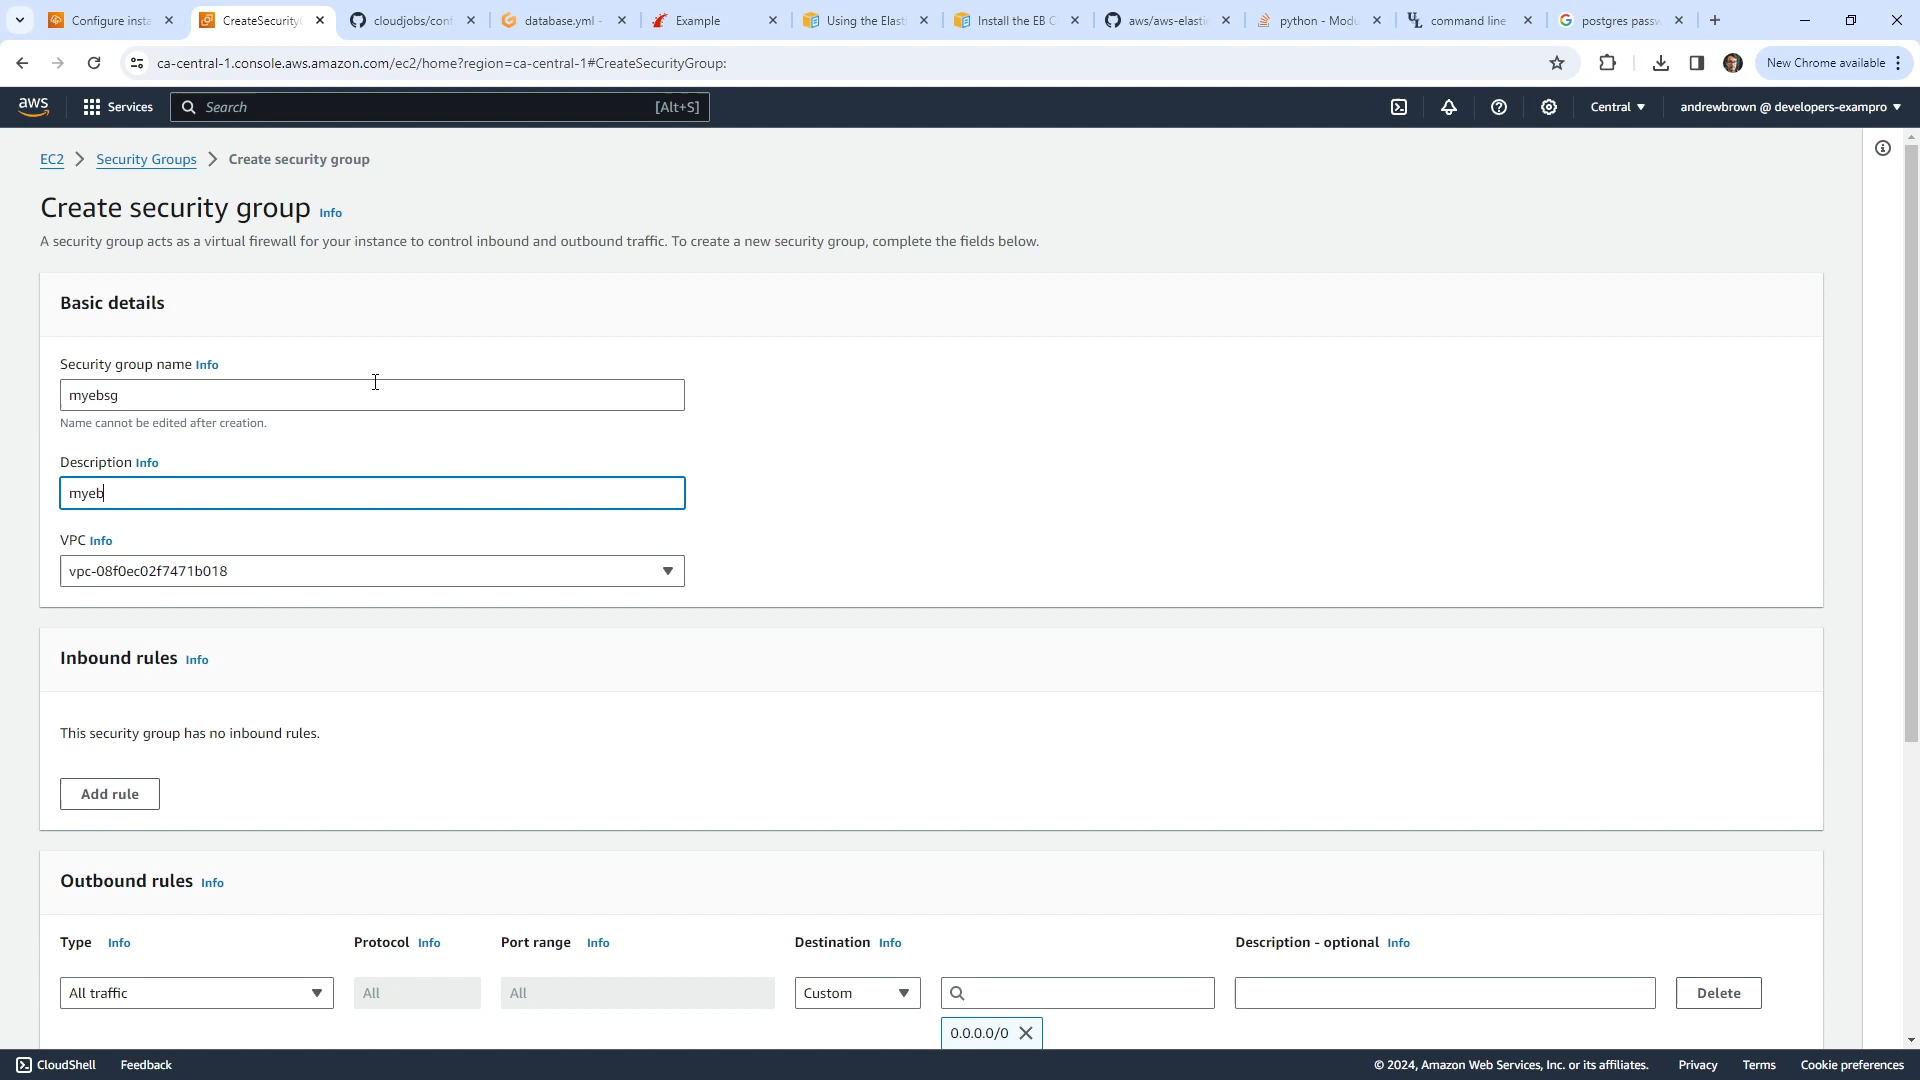 Configure insta
CreateSecurity
cloudjobs/conf
database.yml -
Example
Using the Elast
Install the EB C
aws/aws-elasti
python - Modu
command line
postgres passw
ca-central-1.console.aws.amazon.com/ec2/home?region=ca-central-1#CreateSecurityGroup:
New Chrome available
aws
Services
Search
[Alt+S]
Central
andrewbrown @ developers-exampro
EC2
Security Groups
Create security group
Create security group Info
A security group acts as a virtual firewall for your instance to control inbound and outbound traffic. To create a new security group, complete the fields below.
Basic details
Security group name Info
myebsg
Name cannot be edited after creation.
Description Info
myeb
VPC Info
vpc-08f0ec02f7471b018
Inbound rules Info
This security group has no inbound rules.
Add rule
Outbound rules Info
Type Info
Protocol Info
Port range Info
Destination Info
Description - optional Info
All traffic
All
All
Custom
Delete
0.0.0.0/0
CloudShell
Feedback
© 2024, Amazon Web Services, Inc. or its affiliates.
Privacy
Terms
Cookie preferences